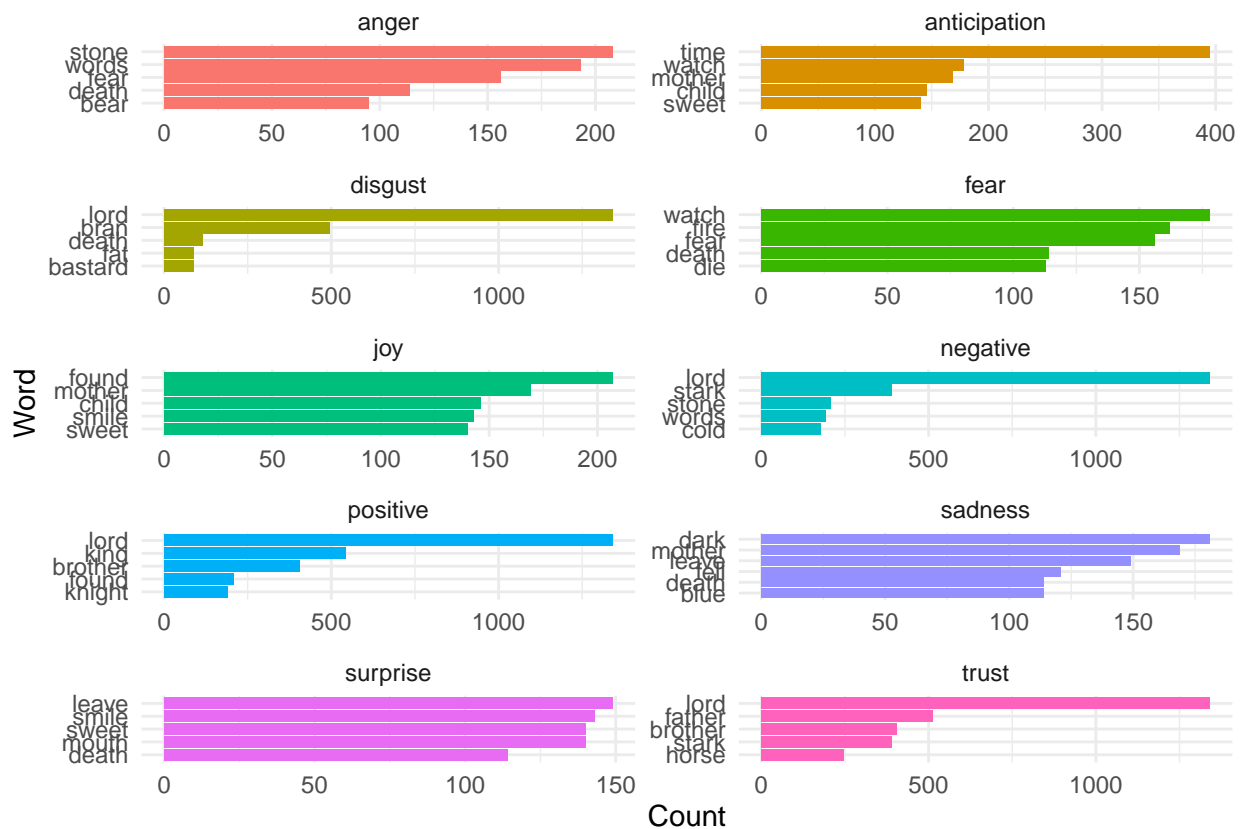 anger
stone
words
fear
death
bear
0 50 100 150 200
anticipation
time
watch
mother
child
sweet
0 100 200 300 400
disgust
lord
bran
death
fat
bastard
0 500 1000
fear
watch
fire
fear
death
die
0 50 100 150
joy
found
mother
child
smile
sweet
0 50 100 150 200
negative
lord
stark
stone
words
cold
0 500 1000
positive
lord
king
brother
found
knight
0 500 1000
sadness
dark
mother
leave
fell
death
blue
0 50 100 150
surprise
leave
smile
sweet
mouth
death
0 50 100 150
trust
lord
father
brother
stark
horse
0 500 1000
Word
Count